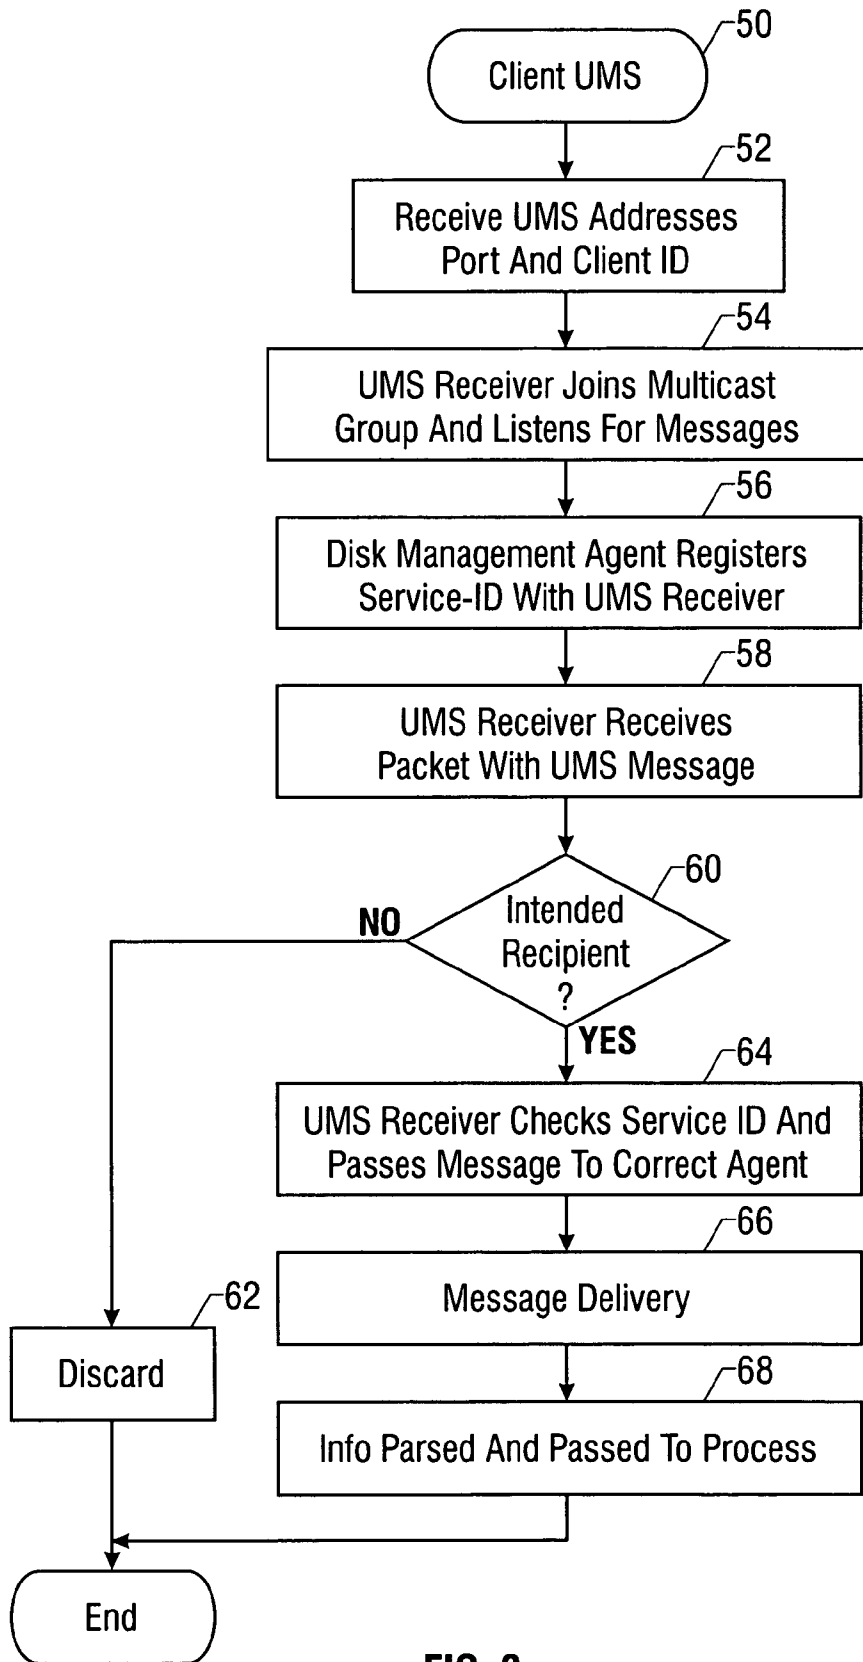 50
Client UMS
52
Receive UMS Addresses
Port And Client ID
54
UMS Receiver Joins Multicast
Group And Listens For Messages
56
Disk Management Agent Registers
Service-ID With UMS Receiver
58
UMS Receiver Receives
Packet With UMS Message
60
Intended
Recipient
?
NO
YES
64
UMS Receiver Checks Service ID And
Passes Message To Correct Agent
66
Message Delivery
62
Discard
68
Info Parsed And Passed To Process
End
FIG.